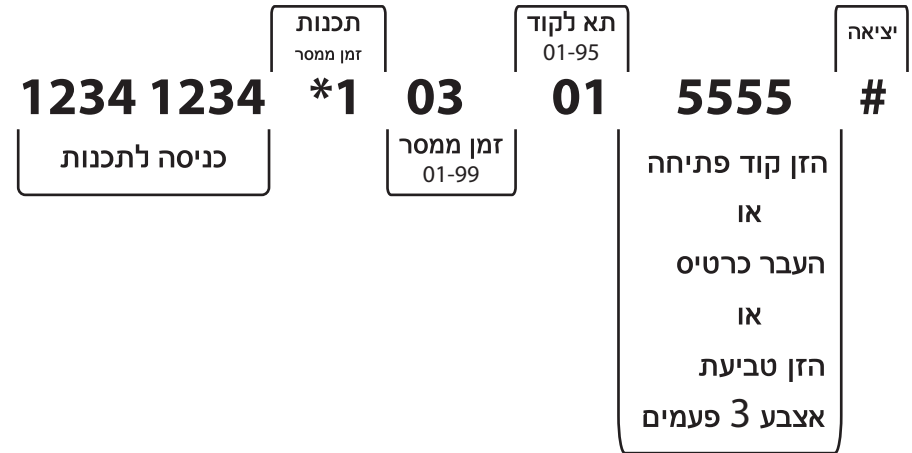 תכנות
זמן ממסר
תא לקוד
01-95
יציאה
1234 1234 *1 03 01 5555 #
כניסה לתכנות
זמן ממסר
01-99
הזן קוד פתיחה
או
העבר כרטיס
או
הזן טביעת
אצבע 3 פעמים